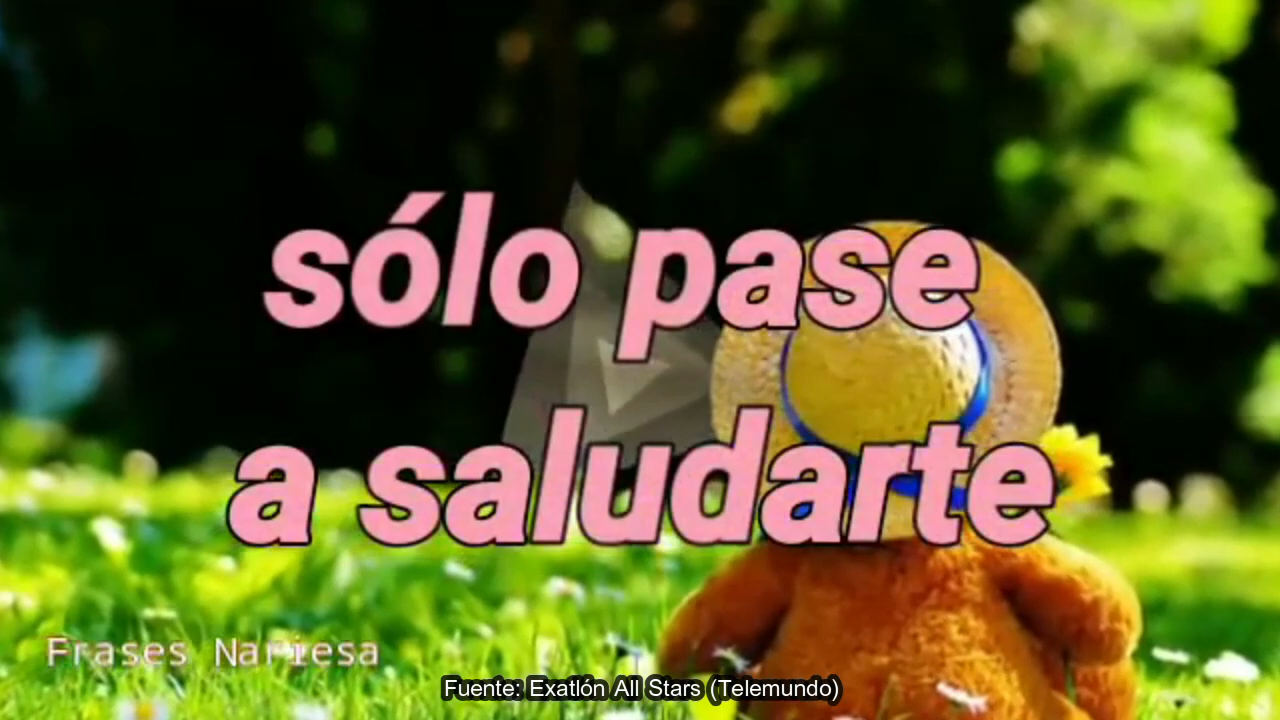 sólo pase
a saludarte
Frases Nariesa
Fuente: Exatlón All Stars (Telemundo)